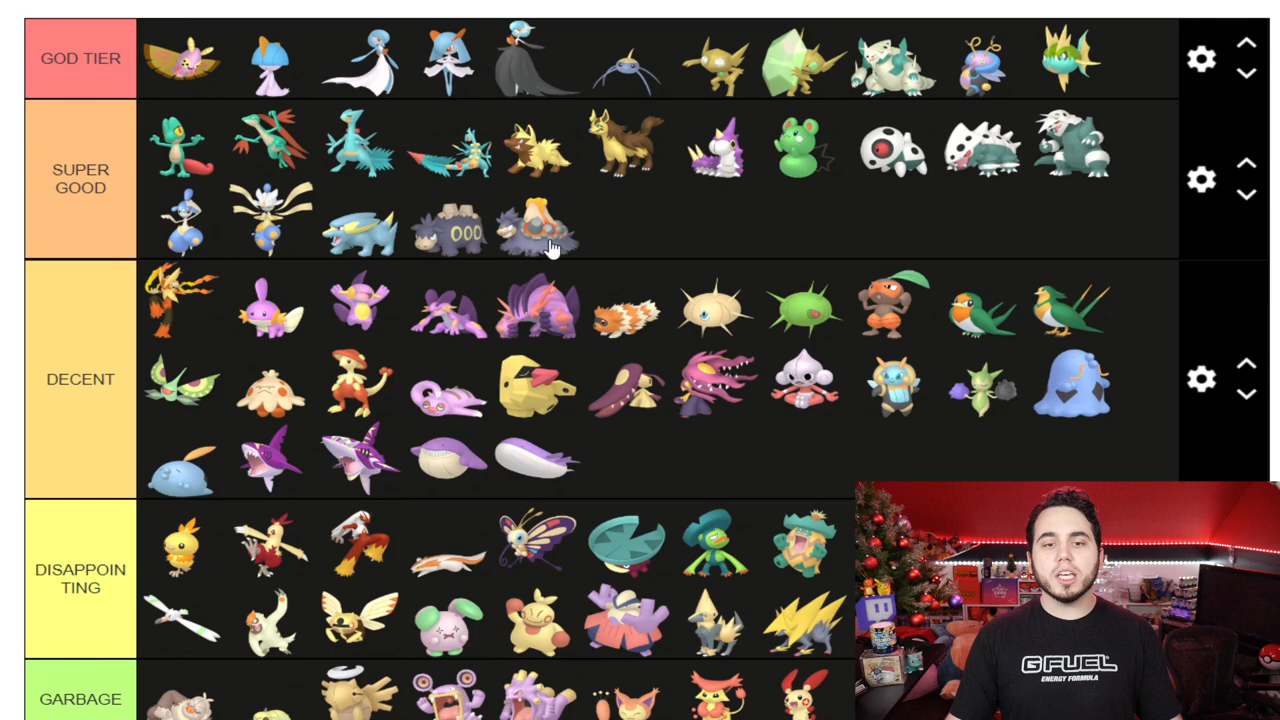 GOD TIER
SUPER
GOOD
DECENT
DISAPPOIN
TING
GARBAGE
G FUEL
ENERGY FORMULA